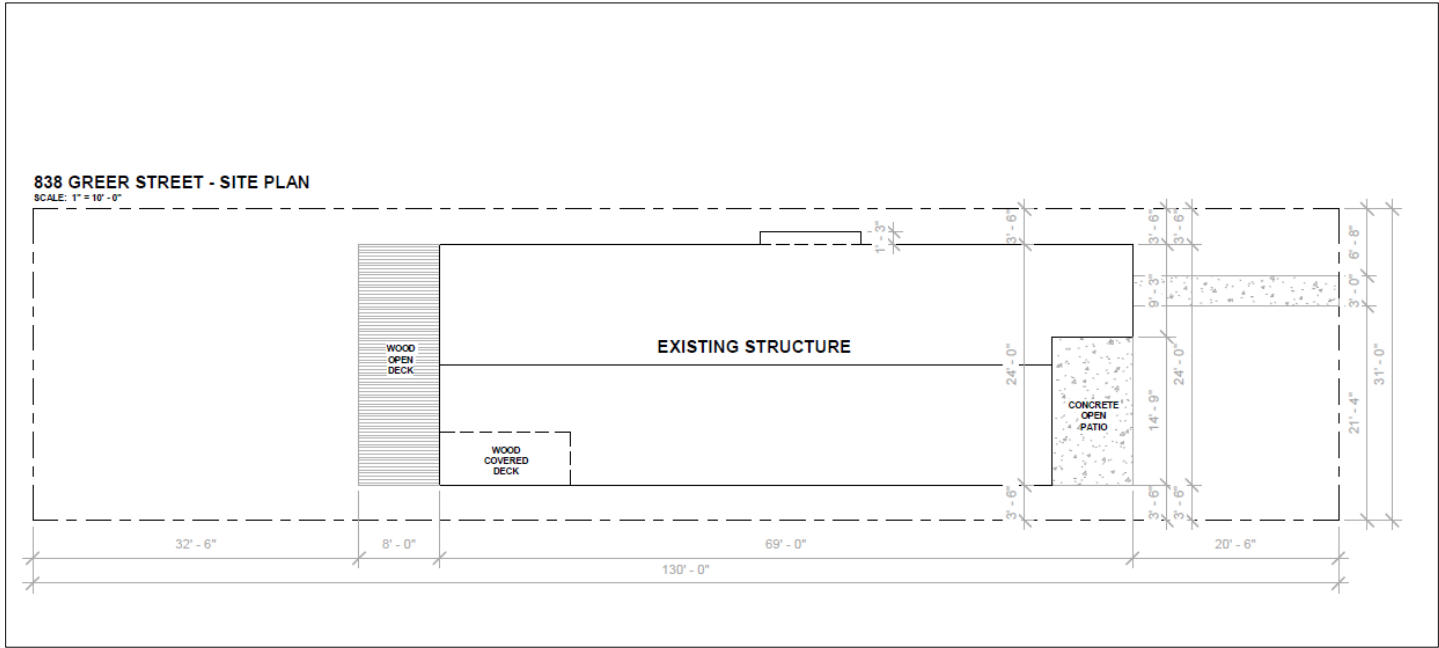 838 GREER STREET - SITE PLAN
SCALE: 1" = 10' - 0"
3' - 6"
3' - 6"
3' - 6"
1' - 3"
6' - 8"
9' - 3"
3' - 0"
WOOD
OPEN
DECK
EXISTING STRUCTURE
24' - 0"
24' - 0"
31' - 0"
CONCRETE
OPEN
PATIO
14' - 9"
21' - 4"
WOOD
COVERED
DECK
3' - 6"
3' - 6"
3' - 6"
32' - 6"
8' - 0"
69' - 0"
20' - 6"
130' - 0"